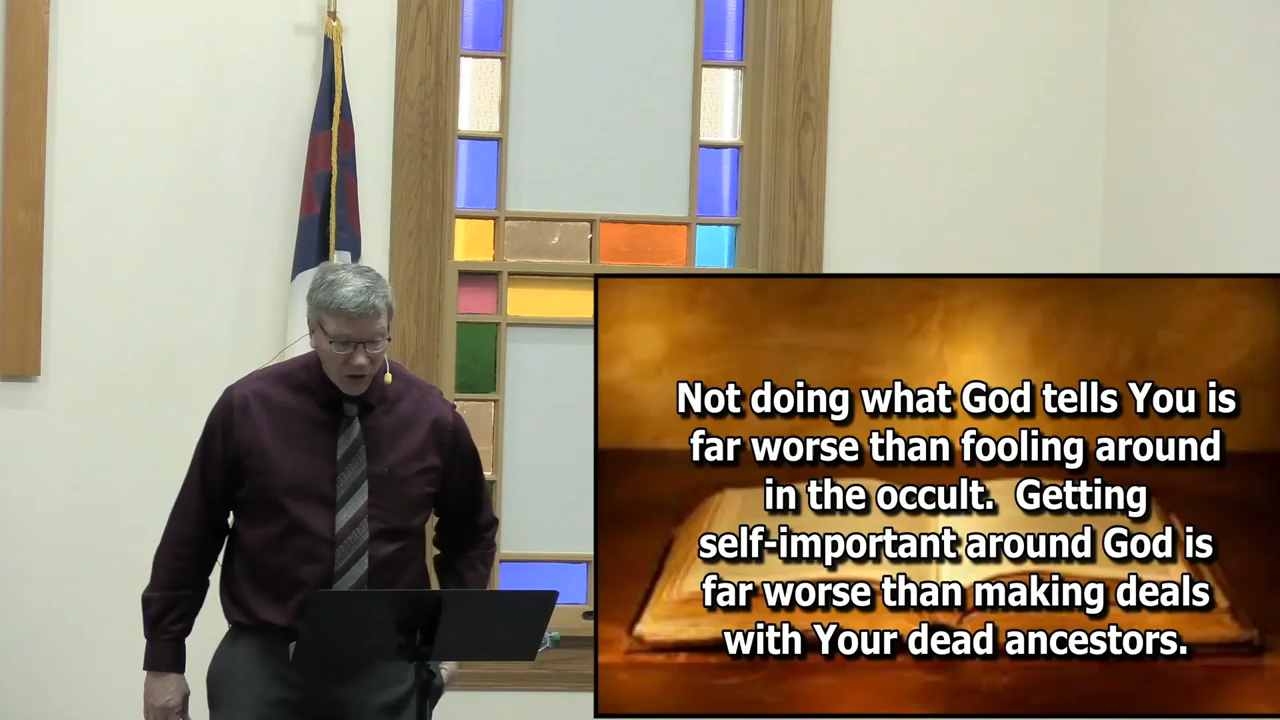 Not doing what God tells You is
far worse than fooling around
in the occult.  Getting
self-important around God is
far worse than making deals
with Your dead ancestors.